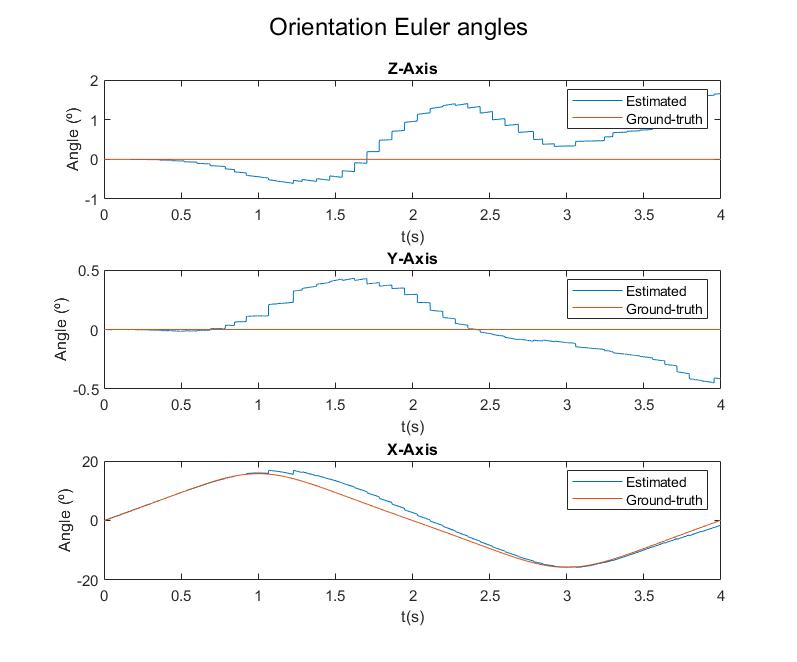 Orientation Euler angles
Z-Axis
2
1
0
-1
Angle (º)
Estimated
Ground-truth
0 0.5 1 1.5 2 2.5 3 3.5 4
t(s)
Y-Axis
0.5
0
-0.5
Angle (º)
Estimated
Ground-truth
0 0.5 1 1.5 2 2.5 3 3.5 4
t(s)
X-Axis
20
0
-20
Angle (º)
Estimated
Ground-truth
0 0.5 1 1.5 2 2.5 3 3.5 4
t(s)